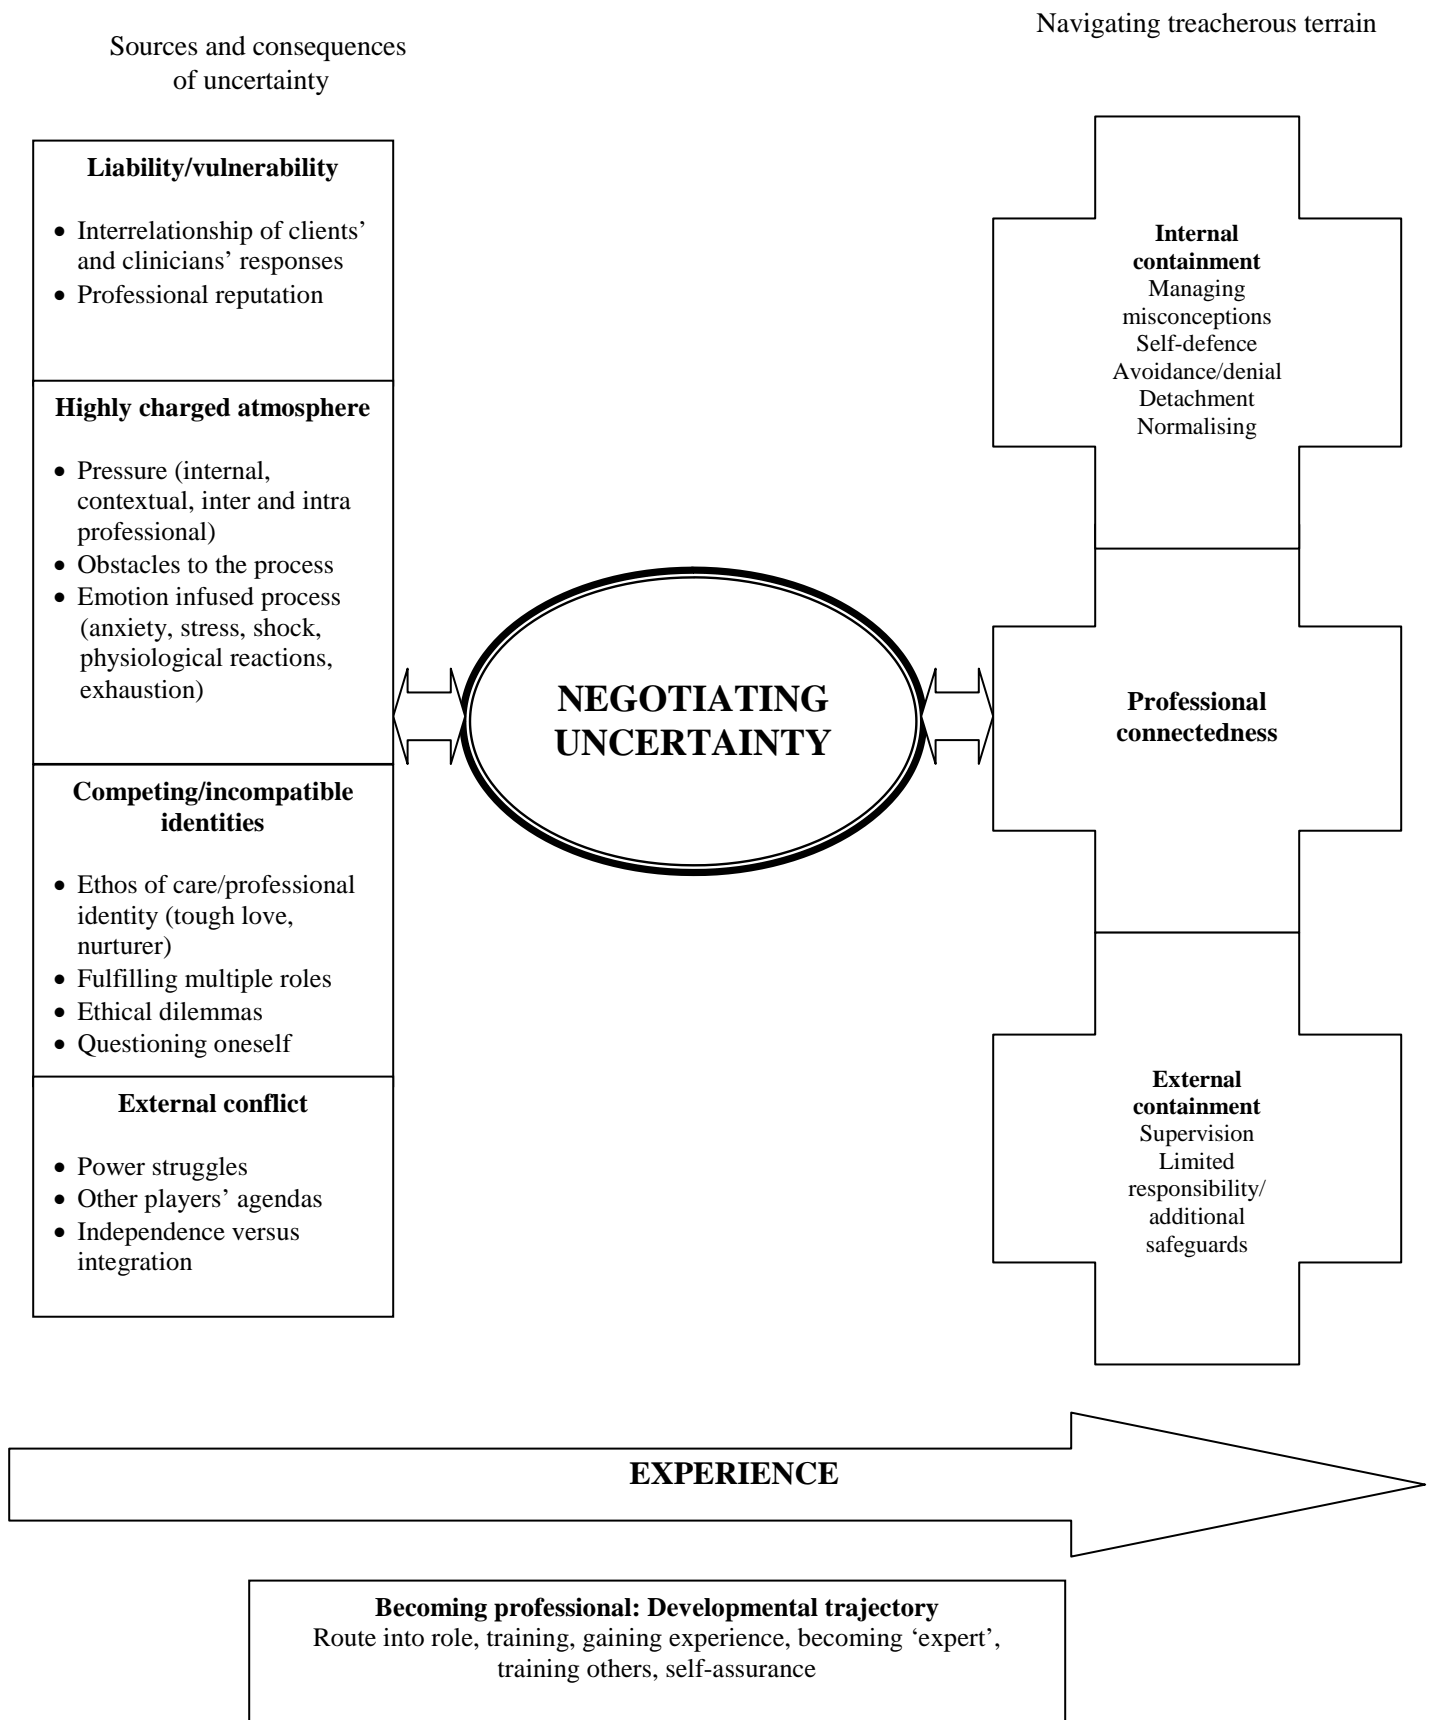 Sources and consequences
of uncertainty
Navigating treacherous terrain
Liability/vulnerability
• Interrelationship of clients’
and clinicians’ responses
• Professional reputation
Highly charged atmosphere
• Pressure (internal,
contextual, inter and intra
professional)
• Obstacles to the process
• Emotion infused process
(anxiety, stress, shock,
physiological reactions,
exhaustion)
Competing/incompatible
identities
• Ethos of care/professional
identity (tough love,
nurturer)
• Fulfilling multiple roles
• Ethical dilemmas
• Questioning oneself
External conflict
• Power struggles
• Other players’ agendas
• Independence versus
integration
NEGOTIATING
UNCERTAINTY
Internal
containment
Managing
misconceptions
Self-defence
Avoidance/denial
Detachment
Normalising
Professional
connectedness
External
containment
Supervision
Limited
responsibility/
additional
safeguards
EXPERIENCE
Becoming professional: Developmental trajectory
Route into role, training, gaining experience, becoming ‘expert’,
training others, self-assurance